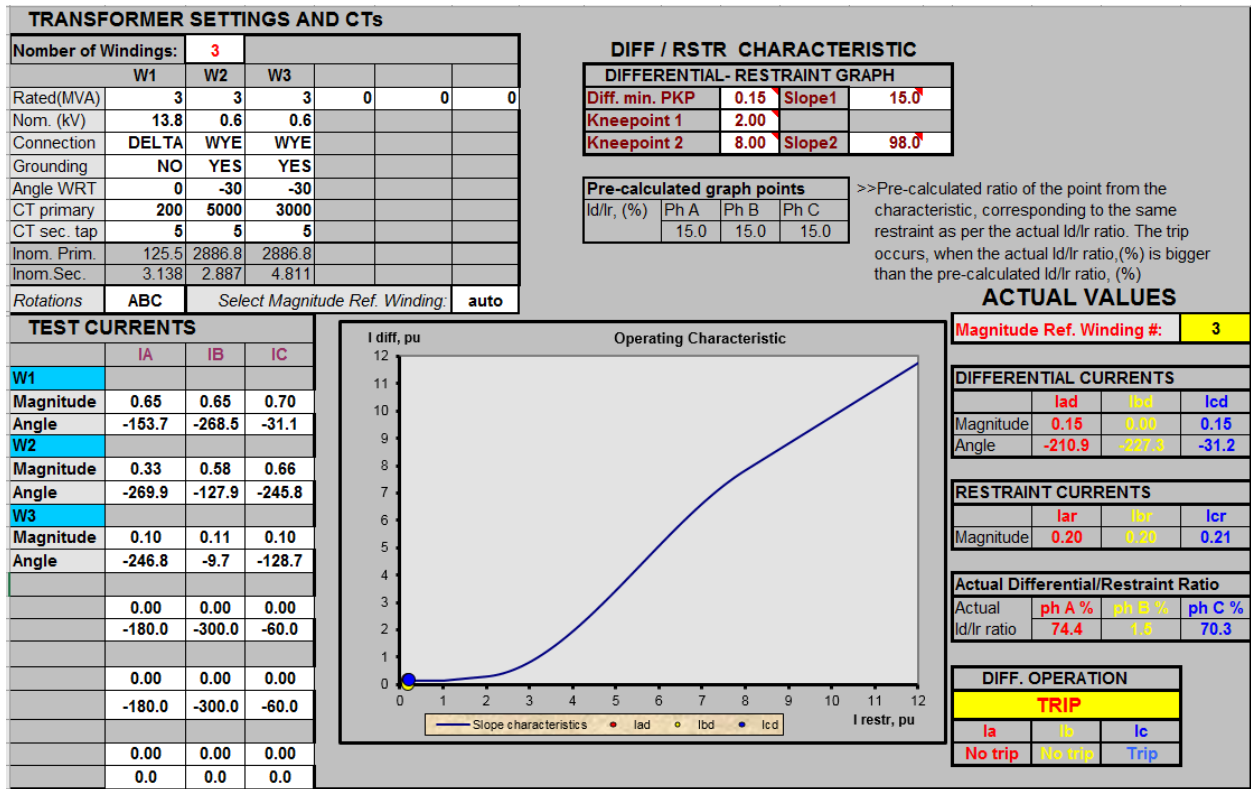 TRANSFORMER SETTINGS AND CTs
Nomber of Windings: 3
W1 W2 W3
Rated(MVA) 3 3 3 0 0 0
Nom. (kV) 13.8 0.6 0.6
Connection DELTA WYE WYE
Grounding NO YES YES
Angle WRT 0 -30 -30
CT primary 200 5000 3000
CT sec. tap 5 5 5
Inom. Prim. 125.5 2886.8 2886.8
Inom.Sec. 3.138 2.887 4.811
Rotations ABC Select Magnitude Ref. Winding: auto
DIFF / RSTR CHARACTERISTIC
DIFFERENTIAL- RESTRAINT GRAPH
Diff. min. PKP 0.15 Slope1 15.0
Kneepoint 1 2.00
Kneepoint 2 8.00 Slope2 98.0
Pre-calculated graph points
Id/Ir, (%) Ph A Ph B Ph C
15.0 15.0 15.0
>>Pre-calculated ratio of the point from the
characteristic, corresponding to the same
restraint as per the actual Id/Ir ratio. The trip
occurs, when the actual Id/Ir ratio,(%) is bigger
than the pre-calculated Id/Ir ratio, (%)
TEST CURRENTS
IA IB IC
W1
Magnitude 0.65 0.65 0.70
Angle -153.7 -268.5 -31.1
W2
Magnitude 0.33 0.58 0.66
Angle -269.9 -127.9 -245.8
W3
Magnitude 0.10 0.11 0.10
Angle -246.8 -9.7 -128.7
0.00 0.00 0.00
-180.0 -300.0 -60.0
0.00 0.00 0.00
-180.0 -300.0 -60.0
0.00 0.00 0.00
0.0 0.0 0.0
I diff, pu
Operating Characteristic
12
11
10
9
8
7
6
5
4
3
2
1
0
0 1 2 3 4 5 6 7 8 9 10 11 12
I restr, pu
Slope characteristics Iad Ibd Icd
ACTUAL VALUES
Magnitude Ref. Winding #: 3
DIFFERENTIAL CURRENTS
Iad Ibd Icd
Magnitude 0.15 0.00 0.15
Angle -210.9 -227.3 -31.2
RESTRAINT CURRENTS
Iar Ibr Icr
Magnitude 0.20 0.20 0.21
Actual Differential/Restraint Ratio
Actual ph A % ph B % ph C %
Id/Ir ratio 74.4 1.5 70.3
DIFF. OPERATION
TRIP
Ia Ib Ic
No trip No trip Trip